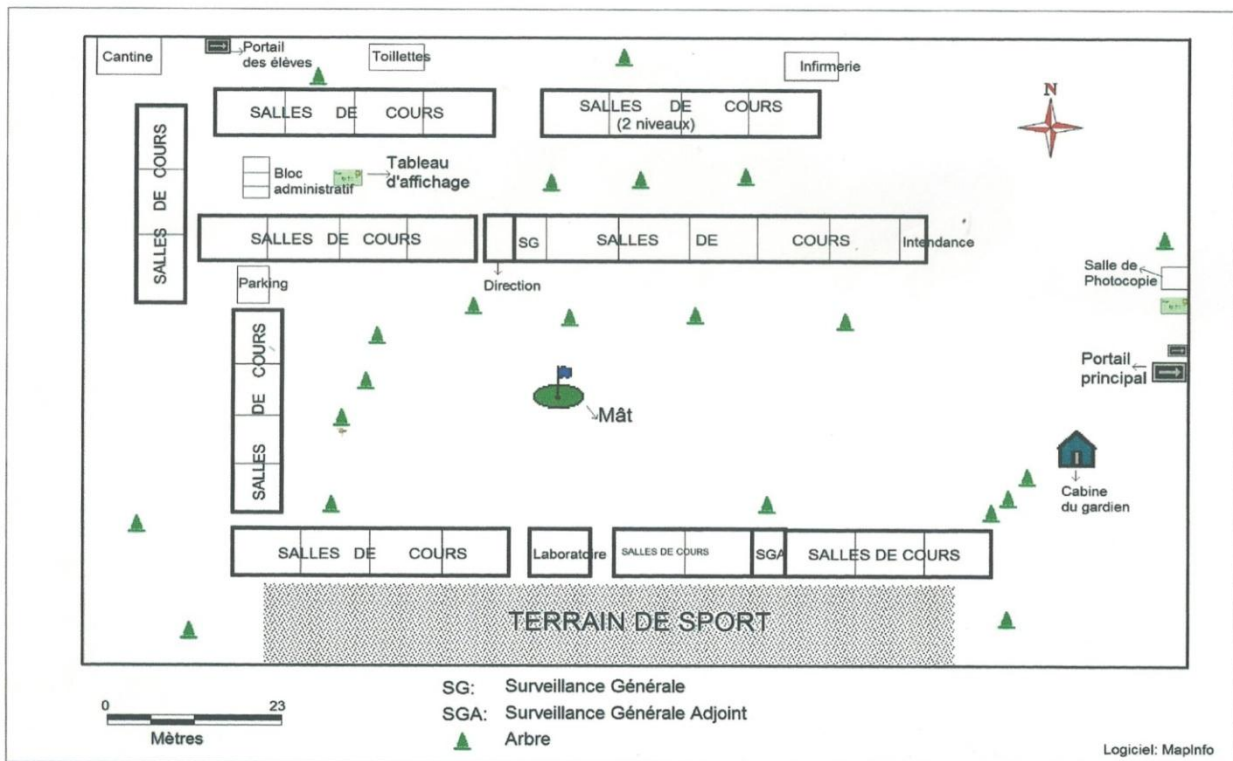 Cantine
Portail
des élèves
Toillettes
Infirmerie
SALLES DE COURS
SALLES DE COURS
(2 niveaux)
N
SALLES DE COURS
Bloc
administratif
Tableau
d'affichage
SALLES DE COURS
SG
SALLES DE COURS
Intendance
Parking
Direction
Salle de
Photocopie
SALLES DE COURS
Portail
principal
Mât
Cabine
du gardien
SALLES DE COURS
Laboratoire
SALLES DE COURS
SGA
SALLES DE COURS
TERRAIN DE SPORT
0 23
Mètres
SG: Surveillance Générale
SGA: Surveillance Générale Adjoint
Arbre
Logiciel: MapInfo